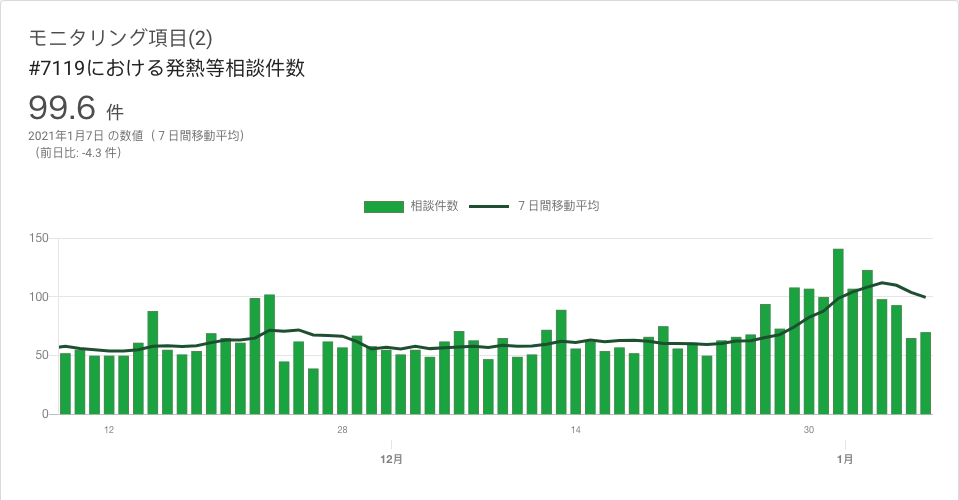 モニタリング項目(2)
#7119における発熱等相談件数
99.6 件
2021年1月7日 の数値（７日間移動平均）
（前日比: -4.3 件）
相談件数 ７日間移動平均
150
100
50
0
12 28 14 30
12月 1月